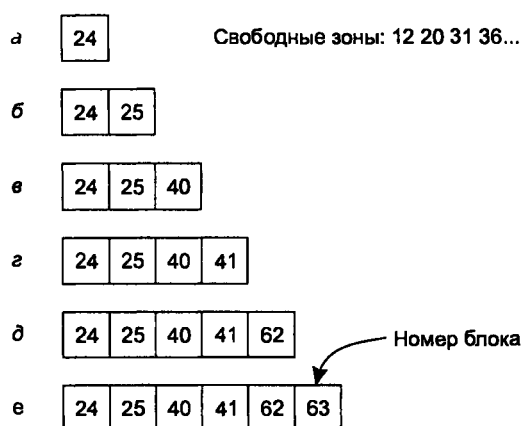 а 24 Свободные зоны: 12 20 31 36...
б 24 25
в 24 25 40
г 24 25 40 41
д 24 25 40 41 62
Номер блока
е 24 25 40 41 62 63